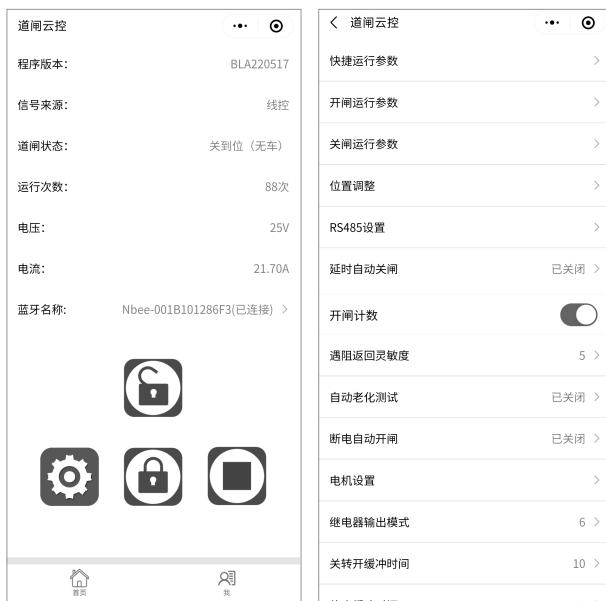 道闸云控
程序版本： BLA220517
信号来源： 线控
道闸状态： 关到位（无车）
运行次数： 88次
电压： 25V
电流： 21.70A
蓝牙名称: Nbee-001B101286F3(已连接)
首页
我
道闸云控
快捷运行参数
开闸运行参数
关闸运行参数
位置调整
RS485设置
延时自动关闸 已关闭
开闸计数
遇阻返回灵敏度 5
自动老化测试 已关闭
断电自动开闸 已关闭
电机设置
继电器输出模式 6
关转开缓冲时间 10